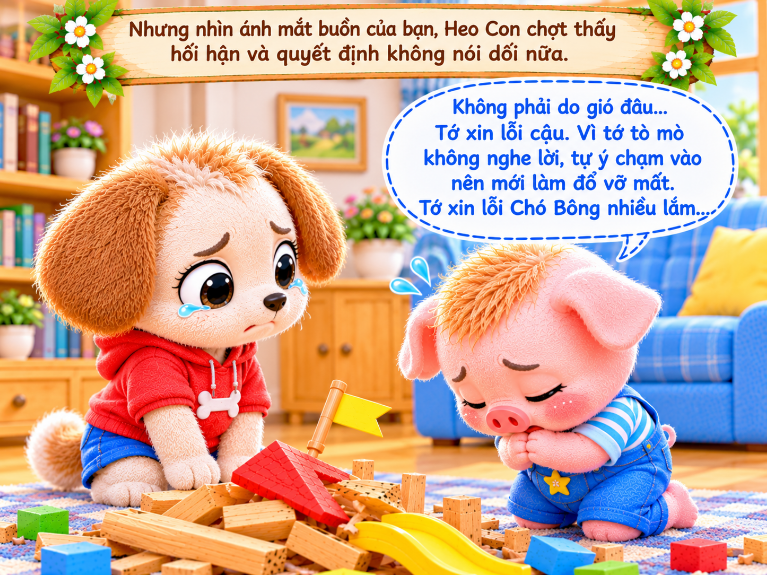 Nhưng nhìn ánh mắt buồn của bạn, Heo Con chợt thấy
hối hận và quyết định không nói dối nữa.
Không phải do gió đâu...
Tớ xin lỗi cậu. Vì tớ tò mò
không nghe lời, tự ý chạm vào
nên mới làm đổ vỡ mất.
Tớ xin lỗi Chó Bông nhiều lắm...